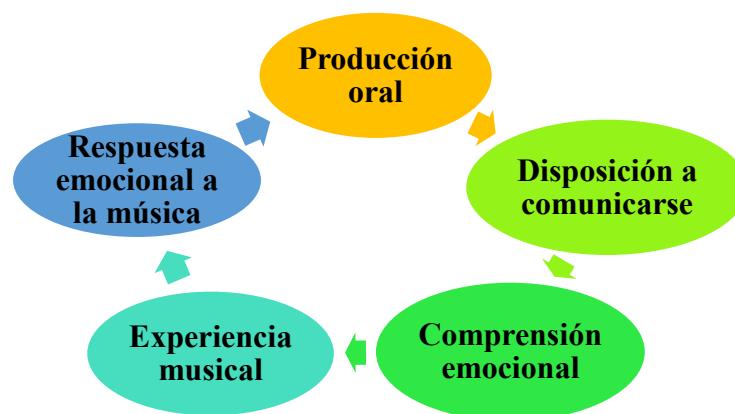 Producción
oral
Disposición a
comunicarse
Comprensión
emocional
Experiencia
musical
Respuesta
emocional a
la música